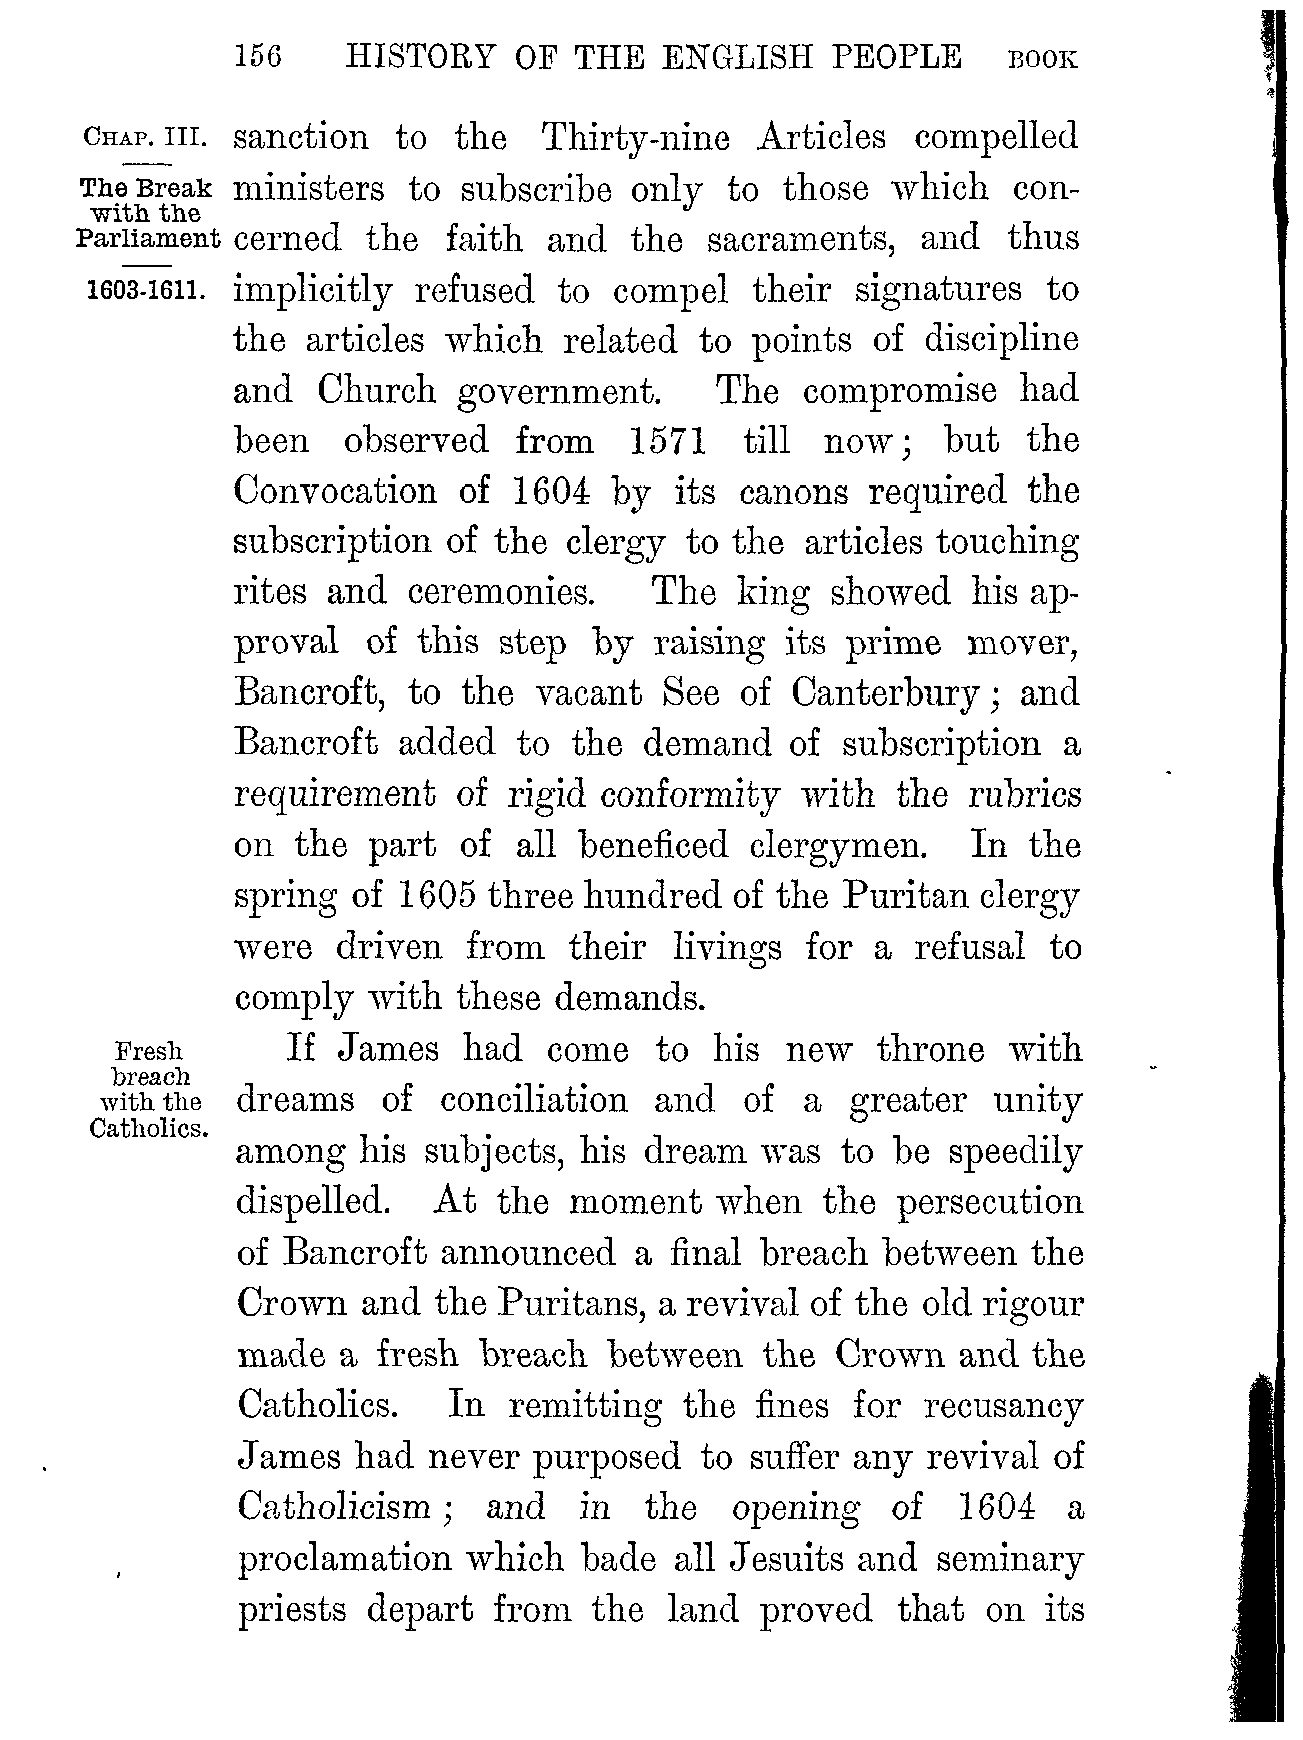 156 HISTORY OF THE ENGLISH PEOPLE BOOK
CHAP. III.
The Break
with the
Parliament
1603-1611.
sanction to the Thirty-nine Articles compelled
ministers to subscribe only to those which con-
cerned the faith and the sacraments, and thus
implicitly refused to compel their signatures to
the articles which related to points of discipline
and Church government. The compromise had
been observed from 1571 till now; but the
Convocation of 1604 by its canons required the
subscription of the clergy to the articles touching
rites and ceremonies. The king showed his ap-
proval of this step by raising its prime mover,
Bancroft, to the vacant See of Canterbury; and
Bancroft added to the demand of subscription a
requirement of rigid conformity with the rubrics
on the part of all beneficed clergymen. In the
spring of 1605 three hundred of the Puritan clergy
were driven from their livings for a refusal to
comply with these demands.
Fresh
breach
with the
Catholics.
If James had come to his new throne with
dreams of conciliation and of a greater unity
among his subjects, his dream was to be speedily
dispelled. At the moment when the persecution
of Bancroft announced a final breach between the
Crown and the Puritans, a revival of the old rigour
made a fresh breach between the Crown and the
Catholics. In remitting the fines for recusancy
James had never purposed to suffer any revival of
Catholicism; and in the opening of 1604 a
proclamation which bade all Jesuits and seminary
priests depart from the land proved that on its